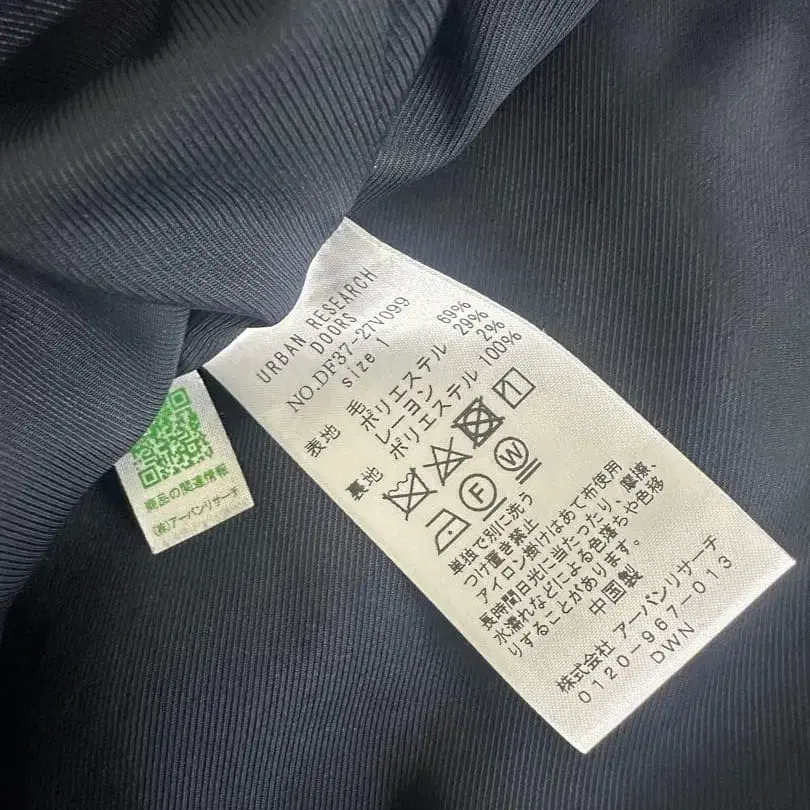 URBAN RESEARCH
DOORS
NO.DF37-27V099
size 1
表地 毛 69%
ポリエステル 29%
レーヨン 2%
裏地 ポリエステル 100%
F W
単独で別に洗う
つけ置き禁止
アイロン掛けはあて布使用
長時間日光に当たったり、摩擦、
水濡れなどによる色落ちや色移
りすることがあります。
中国製
株式会社 アーバンリサーチ
0120-967-013
DWN
商品の関連情報
(株)アーバンリサーチ